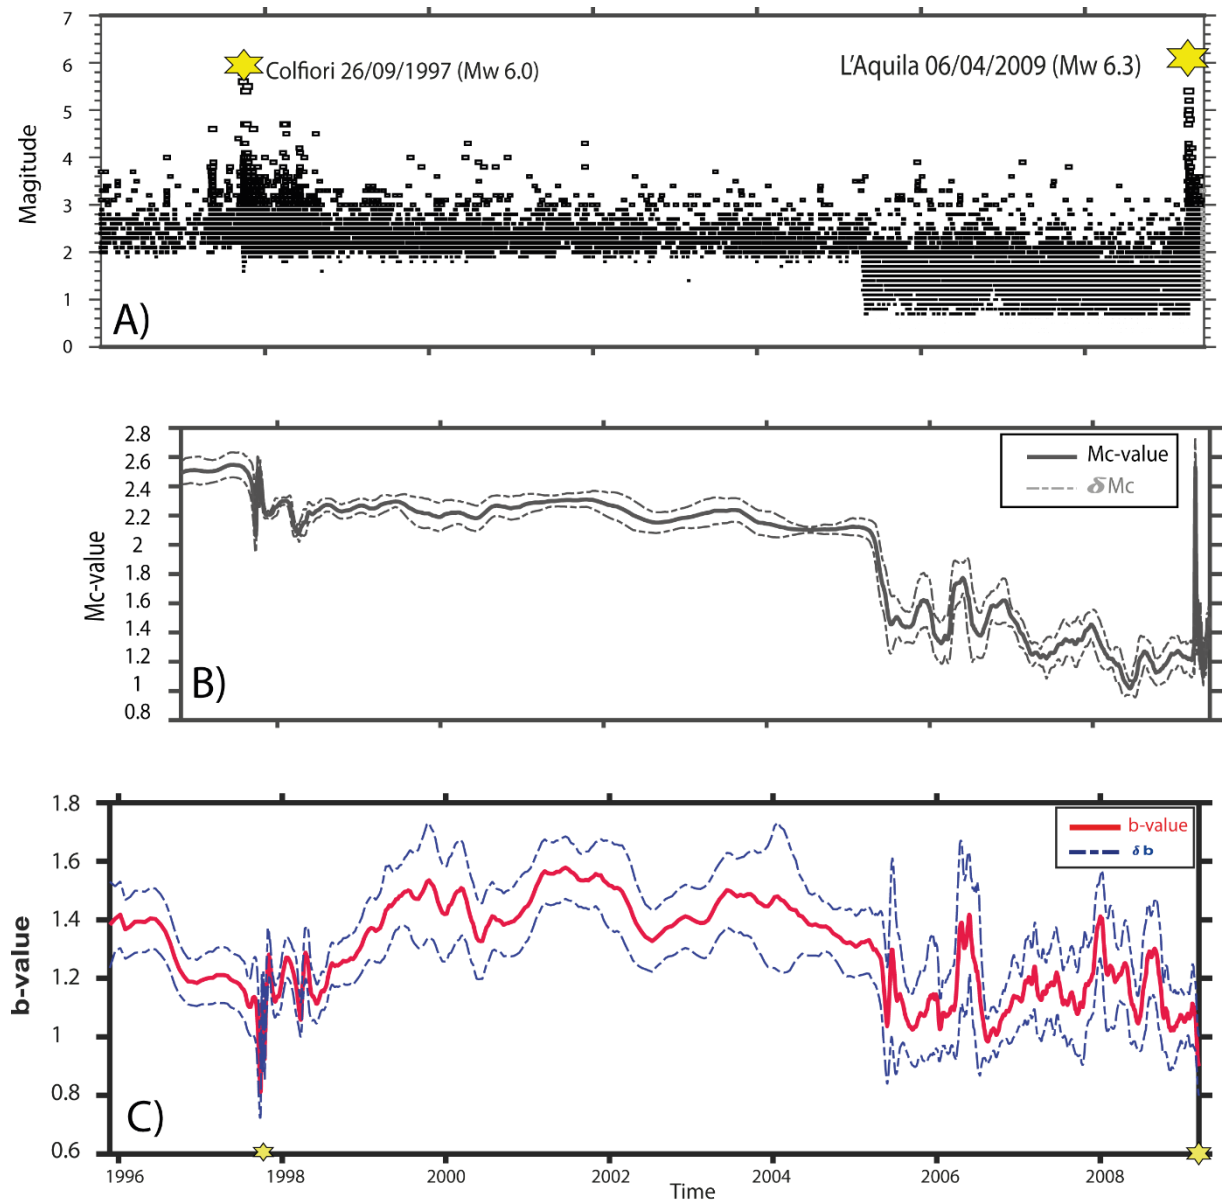 7
6
5
4
3
2
1
0
Magitude
Colfiori 26/09/1997 (Mw 6.0)
L'Aquila 06/04/2009 (Mw 6.3)
A)
2.8
2.6
2.4
2.2
2
1.8
1.6
1.4
1.2
1
0.8
Mc-value
Mc-value
δMc
B)
1.8
1.6
1.4
1.2
1
0.8
0.6
b-value
b-value
δb
C)
1996
1998
2000
2002
2004
2006
2008
Time